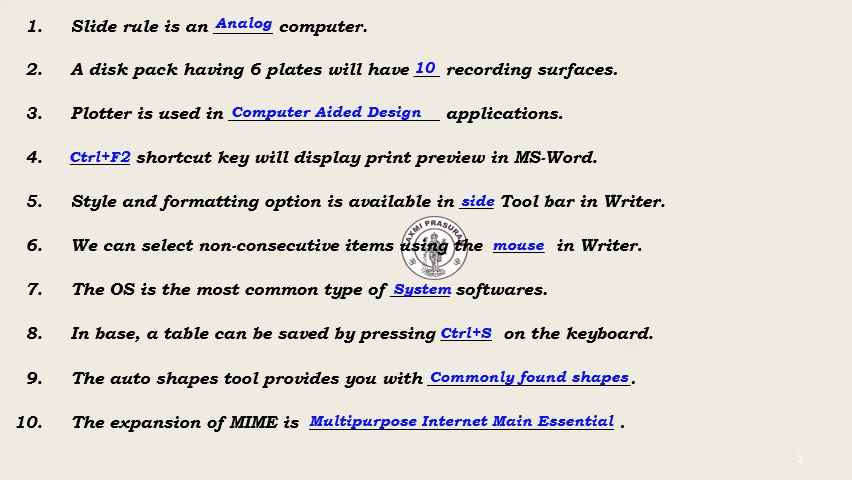 1. Slide rule is an Analog computer.
2. A disk pack having 6 plates will have 10 recording surfaces.
3. Plotter is used in Computer Aided Design applications.
4. Ctrl+F2 shortcut key will display print preview in MS-Word.
5. Style and formatting option is available in side Tool bar in Writer.
6. We can select non-consecutive items using the mouse in Writer.
7. The OS is the most common type of System softwares.
8. In base, a table can be saved by pressing Ctrl+S on the keyboard.
9. The auto shapes tool provides you with Commonly found shapes.
10. The expansion of MIME is Multipurpose Internet Main Essential .
2